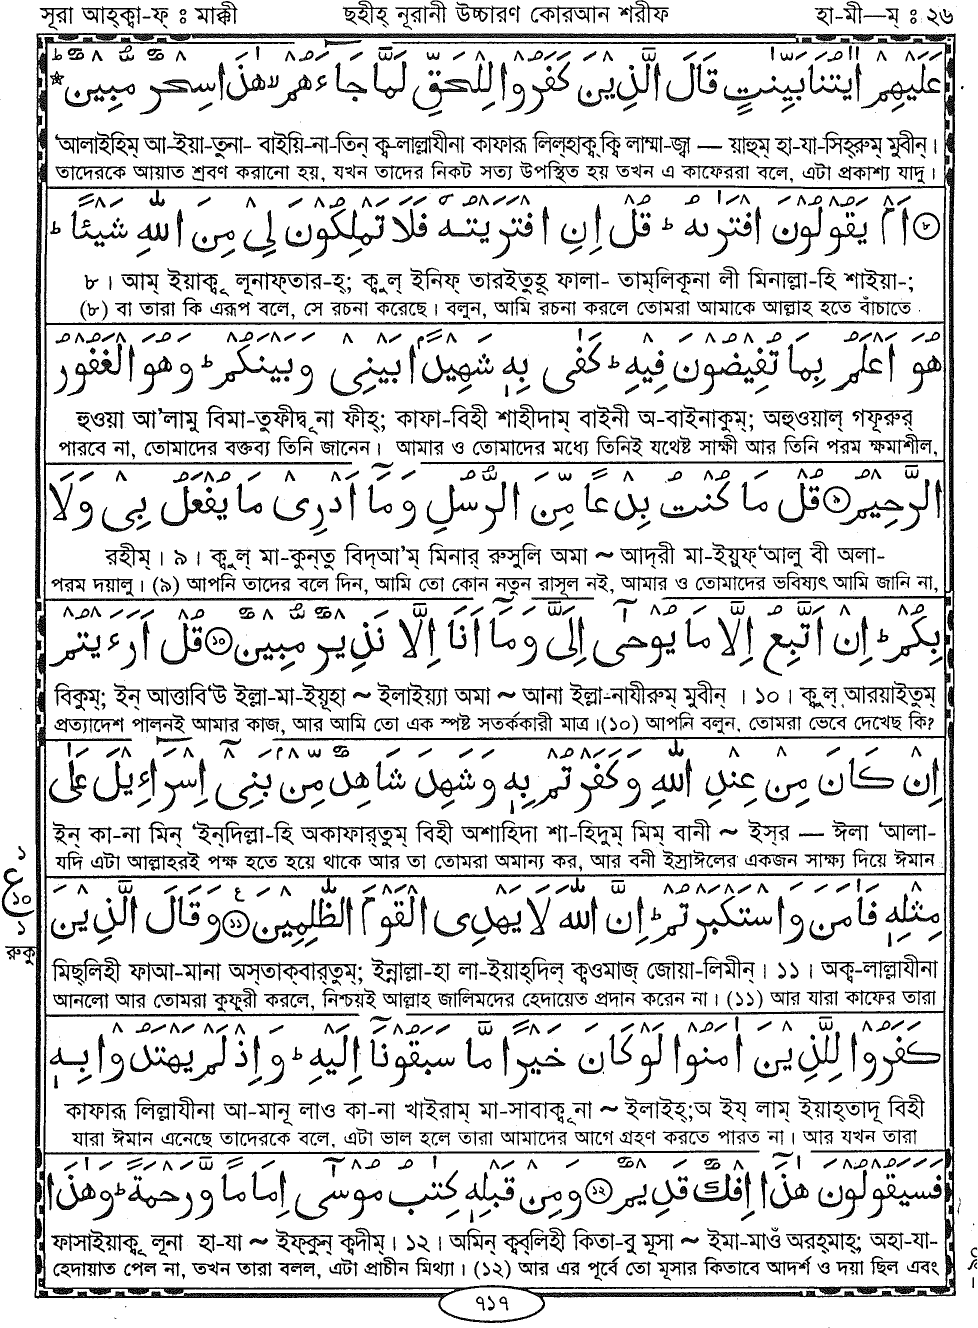 সূরা আহ্‌ক্বা-ফ্‌ : মাক্কী ছহীহ্‌ নূরানী উচ্চারণ কোরআন শরীফ হা-মী—ম্‌ : ২৬
عَلَيْهِمْ اٰيٰتُنَا بَيِّنٰتٍ قَالَ الَّذِيْنَ كَفَرُوْا لِلْحَقِّ لَمَّا جَآءَهُمْ ۙ هٰذَا سِحْرٌ مُّبِيْنٌ ؕ
‘আলাইহিম্‌ আ-ইয়া-তুনা- বাইয়ি-না-তিন্‌ ক্ব-লাল্লাযীনা কাফারূ লিল্‌হাক্ব্‌ক্বি লাম্মা-জ্বা — য়াহুম্‌ হা-যা-সিহ্‌রুম্‌ মুবীন্‌।
তাদেরকে আয়াত শ্রবণ করানো হয়, যখন তাদের নিকট সত্য উপস্থিত হয় তখন এ কাফেররা বলে, এটা প্রকাশ্য যাদু।
۸ اَمْ يَقُوْلُوْنَ افْتَرٰىهُ ؕ قُلْ اِنِ افْتَرَيْتُهٗ فَلَا تَمْلِكُوْنَ لِىْ مِنَ اللّٰهِ شَيْئًا ؕ
৮। আম্‌ ইয়াক্বূ লূনাফ্‌তার-হ্‌; ক্বুল্‌ ইনিফ্‌ তারইতুহূ ফালা- তাম্‌লিকূনা লী মিনাল্লা-হি শাইয়া-;
(৮) বা তারা কি এরূপ বলে, সে রচনা করেছে। বলুন, আমি রচনা করলে তোমরা আমাকে আল্লাহ হতে বাঁচাতে
هُوَ اَعْلَمُ بِمَا تُفِيْضُوْنَ فِيْهِ ؕ كَفٰى بِهٖ شَهِيْدًۢا بَيْنِىْ وَبَيْنَكُمْ ؕ وَهُوَ الْغَفُوْرُ
হুওয়া আ’লামু বিমা-তুফীদ্বূ না ফীহ্‌; কাফা-বিহী শাহীদাম্‌ বাইনী অ-বাইনাকুম্‌; অহুওয়াল্‌ গফূরুর্‌
পারবে না, তোমাদের বক্তব্য তিনি জানেন। আমার ও তোমাদের মধ্যে তিনিই যথেষ্ট সাক্ষী আর তিনি পরম ক্ষমাশীল,
الرَّحِيْمُ ۹ قُلْ مَا كُنْتُ بِدْعًا مِّنَ الرُّسُلِ وَمَآ اَدْرِىْ مَا يُفْعَلُ بِىْ وَلَا
রহীম্‌। ৯। ক্বুল্‌ মা-কুন্‌তু বিদ্‌আ’ম্‌ মিনার্‌ রুসুলি অমা ~ আদ্‌রী মা-ইয়ুফ্‌‘আলু বী অলা-
পরম দয়ালু। (৯) আপনি তাদের বলে দিন, আমি তো কোন নতুন রাসূল নই, আমার ও তোমাদের ভবিষ্যৎ আমি জানি না,
بِكُمْ ؕ اِنْ اَتَّبِعُ اِلَّا مَا يُوْحٰٓى اِلَىَّ وَمَآ اَنَا اِلَّا نَذِيْرٌ مُّبِيْنٌ ۱۰ قُلْ اَرَءَيْتُمْ
বিকুম্‌; ইন্‌ আত্তাবি‘উ ইল্লা-মা-ইয়ূহা ~ ইলাইয়্যা অমা ~ আনা ইল্লা-নাযীরুম্‌ মুবীন্‌ । ১০। ক্বুল্‌ আরয়াইতুম্‌
প্রত্যাদেশ পালনই আমার কাজ, আর আমি তো এক স্পষ্ট সতর্ককারী মাত্র।(১০) আপনি বলুন, তোমরা ভেবে দেখেছ কি?
اِنْ كَانَ مِنْ عِنْدِ اللّٰهِ وَكَفَرْتُمْ بِهٖ وَشَهِدَ شَاهِدٌ مِّنْۢ بَنِىْٓ اِسْرَآءِيْلَ عَلٰى
ইন্‌ কা-না মিন্‌ ‘ইন্‌দিল্লা-হি অকাফার্‌তুম্‌ বিহী অশাহিদা শা-হিদুম্‌ মিম্‌ বানী ~ ইস্‌র — ঈলা ‘আলা-
যদি এটা আল্লাহরই পক্ষ হতে হয়ে থাকে আর তা তোমরা অমান্য কর, আর বনী ইস্রাঈলের একজন সাক্ষ্য দিয়ে ঈমান
১
ع
১০
১
রুকু
مِثْلِهٖ فَاٰمَنَ وَاسْتَكْبَرْتُمْ ؕ اِنَّ اللّٰهَ لَا يَهْدِى الْقَوْمَ الظّٰلِمِيْنَ ۱۱ وَقَالَ الَّذِيْنَ
মিছ্‌লিহী ফাআ-মানা অস্‌তাক্‌বার্‌তুম্‌; ইন্নাল্লা-হা লা-ইয়াহ্‌দিল্‌ ক্বওমাজ্‌ জোয়া-লিমীন্‌। ১১। অক্ব-লাল্লাযীনা
আনলো আর তোমরা কুফুরী করলে, নিশ্চয়ই আল্লাহ জালিমদের হেদায়েত প্রদান করেন না। (১১) আর যারা কাফের তারা
كَفَرُوْا لِلَّذِيْنَ اٰمَنُوْا لَوْ كَانَ خَيْرًا مَّا سَبَقُوْنَآ اِلَيْهِ ؕ وَاِذْ لَمْ يَهْتَدُوْا بِهٖ
কাফারূ লিল্লাযীনা আ-মানূ লাও কা-না খাইরাম্‌ মা-সাবাক্বূ না ~ ইলাইহ্‌;অ ইয্‌ লাম্‌ ইয়াহ্‌তাদূ বিহী
যারা ঈমান এনেছে তাদেরকে বলে, এটা ভাল হলে তারা আমাদের আগে গ্রহণ করতে পারত না। আর যখন তারা
فَسَيَقُوْلُوْنَ هٰذَآ اِفْكٌ قَدِيْمٌ ۱۲ وَمِنْ قَبْلِهٖ كِتٰبُ مُوْسٰٓى اِمَامًا وَّرَحْمَةً ؕ وَهٰذَا
ফাসাইয়াক্বূ লূনা হা-যা ~ ইফ্‌কুন্‌ ক্বদীম্‌। ১২। অমিন্‌ ক্বব্‌লিহী কিতা-বু মূসা ~ ইমা-মাওঁ অরহ্‌মাহ্‌; অহা-যা-
হেদায়াত পেল না, তখন তারা বলল, এটা প্রাচীন মিথ্যা। (১২) আর এর পূর্বে তো মূসার কিতাবে আদর্শ ও দয়া ছিল এবং
৭১৭